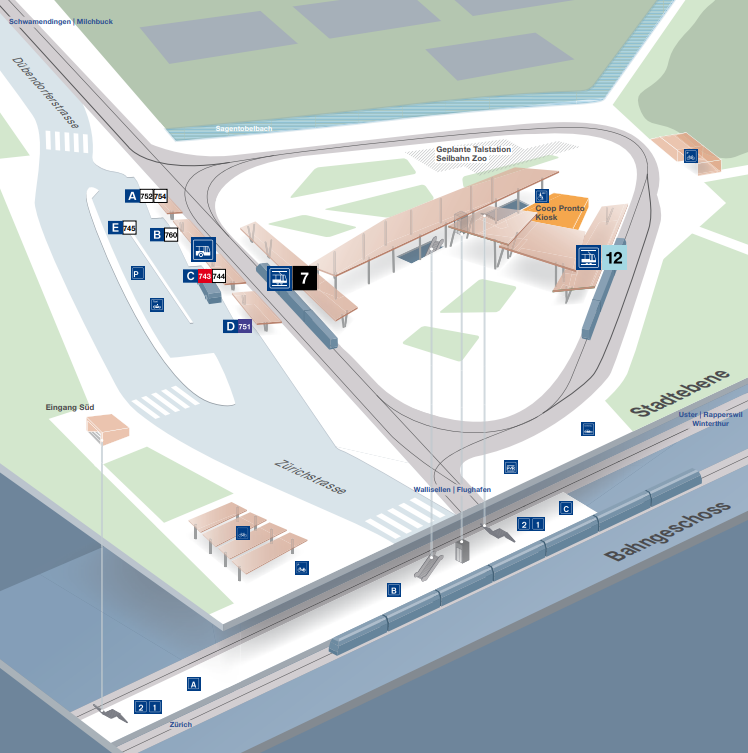 Schwamendingen | Milchbuck
Dübendorferstrasse
Sagentobelbach
Geplante Talstation
Seilbahn Zoo
A 752 754
E 745
B 760
Coop Pronto
Kiosk
P
C 743 744
7
12
D 751
Stadtebene
Eingang Süd
Uster | Rapperswil
Winterthur
Zürichstrasse
Wallisellen | Flughafen
C
2 1
Bahngeschoss
B
A
2 1
Zürich